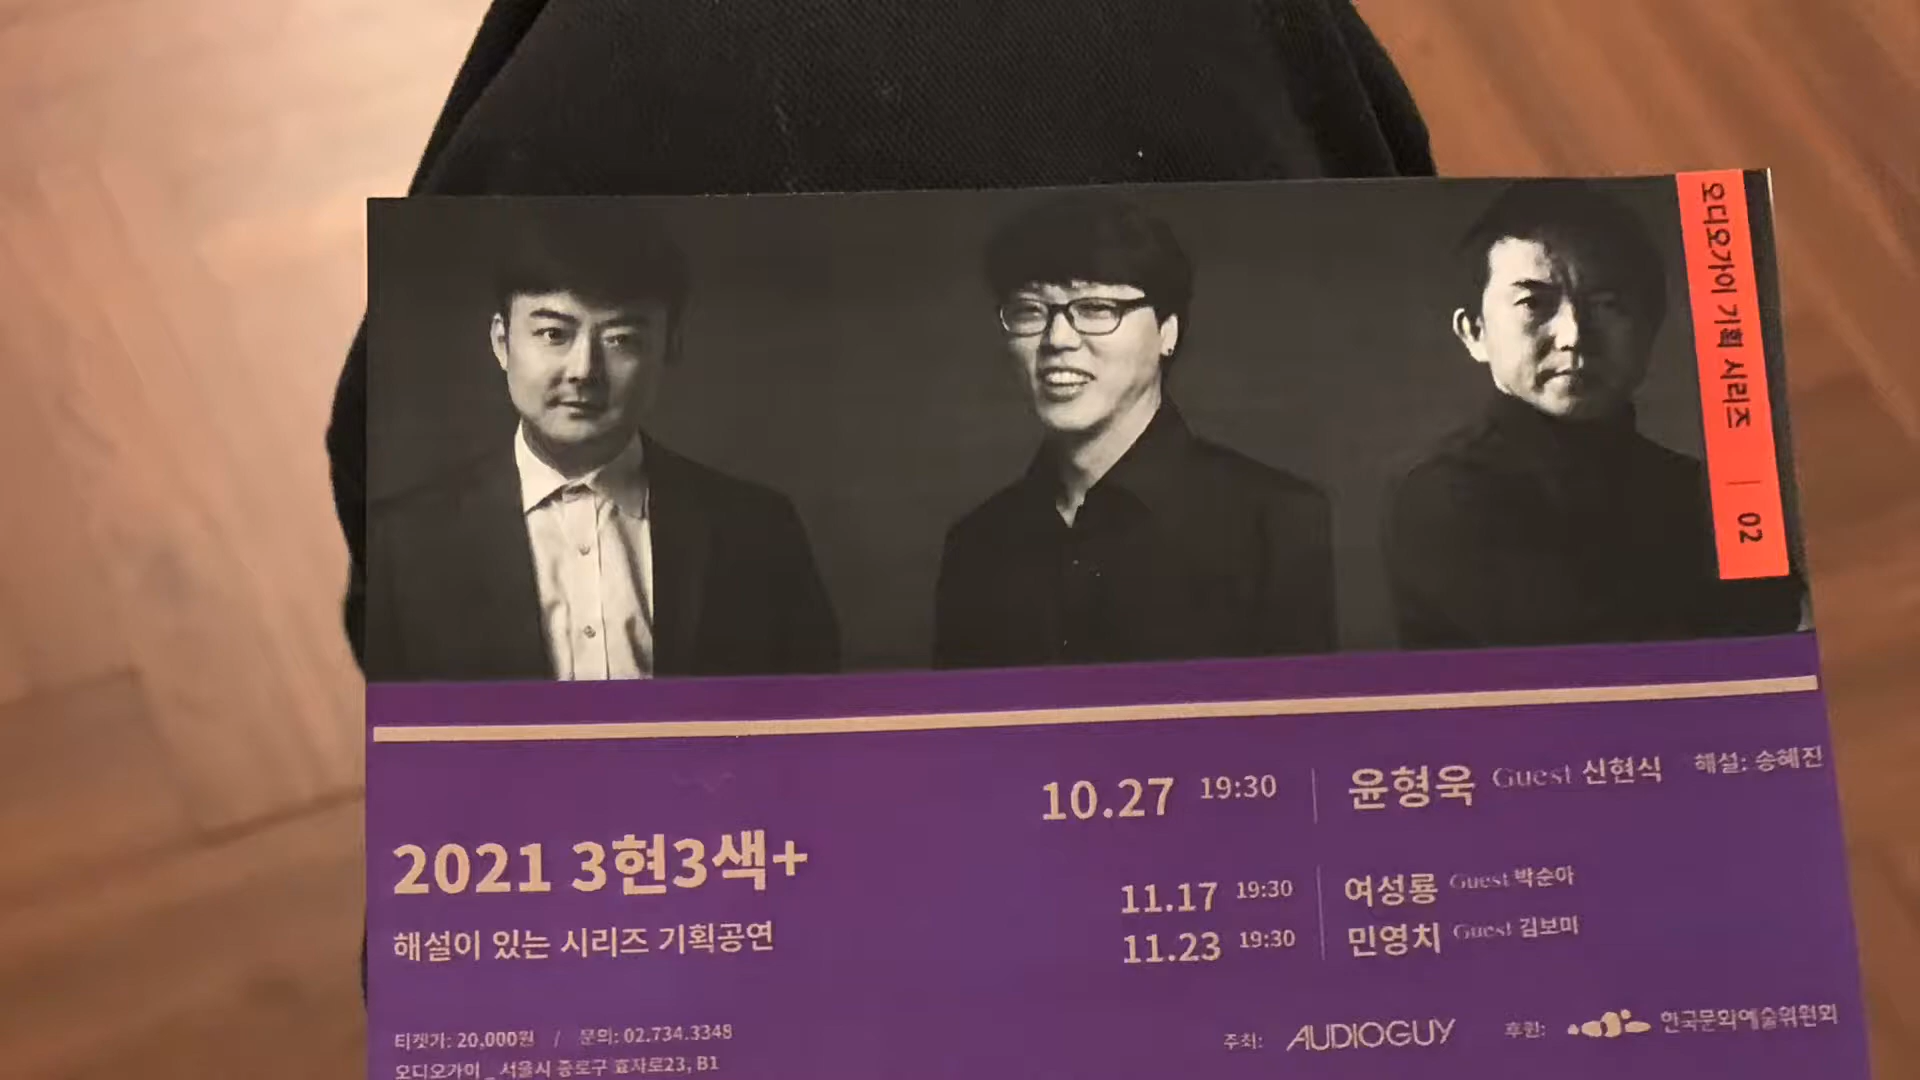 오디오가이 기획 시리즈 | 02
10.27 19:30 | 윤형욱 Guest 신현식 해설: 송혜진
2021 3현3색+
11.17 19:30 | 여성룡 Guest 박순아
해설이 있는 시리즈 기획공연
11.23 19:30 | 민영치 Guest 김보미
티켓가: 20,000원 / 문의: 02.734.3348
주최: AUDIOGUY 후원: 한국문화예술위원회
오디오가이 _ 서울시 종로구 효자로23, B1